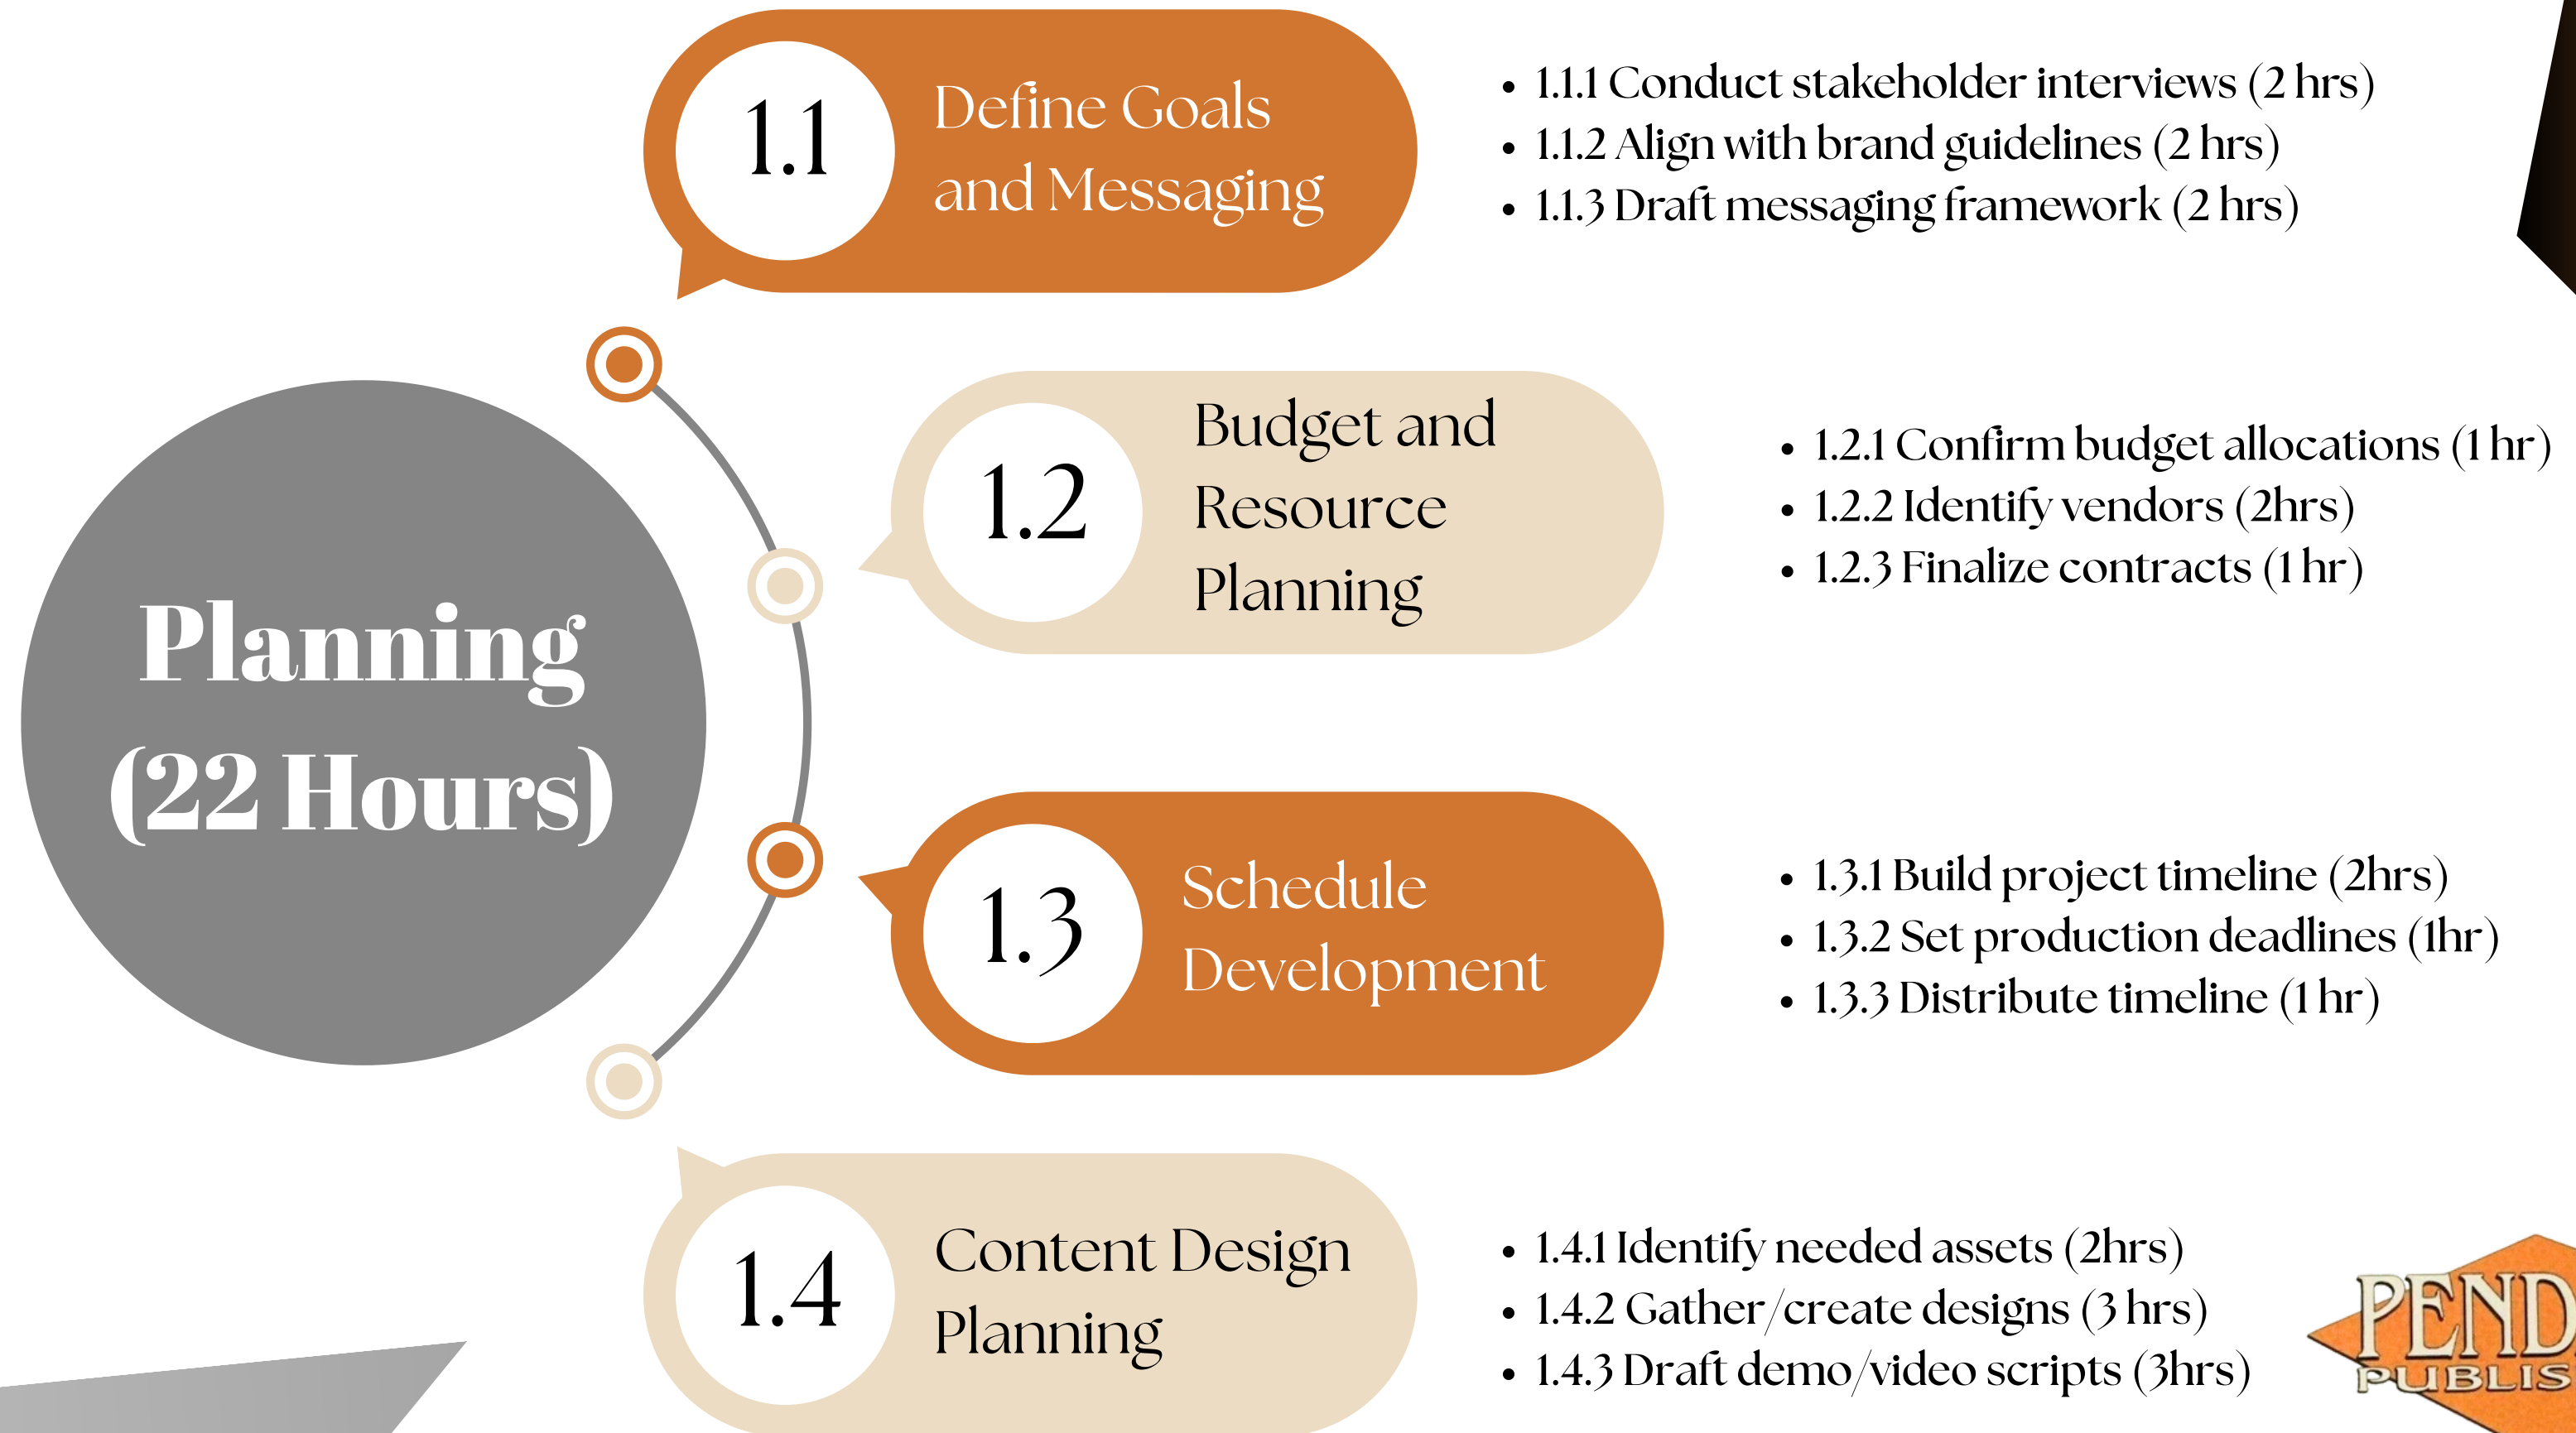 1.1
Define Goals
and Messaging
• 1.1.1 Conduct stakeholder interviews (2 hrs)
• 1.1.2 Align with brand guidelines (2 hrs)
• 1.1.3 Draft messaging framework (2 hrs)
Planning
(22 Hours)
1.2
Budget and
Resource
Planning
• 1.2.1 Confirm budget allocations (1 hr)
• 1.2.2 Identify vendors (2hrs)
• 1.2.3 Finalize contracts (1 hr)
1.3
Schedule
Development
• 1.3.1 Build project timeline (2hrs)
• 1.3.2 Set production deadlines (1hr)
• 1.3.3 Distribute timeline (1 hr)
1.4
Content Design
Planning
• 1.4.1 Identify needed assets (2hrs)
• 1.4.2 Gather/create designs (3 hrs)
• 1.4.3 Draft demo/video scripts (3hrs)
PEND
PUBLIS